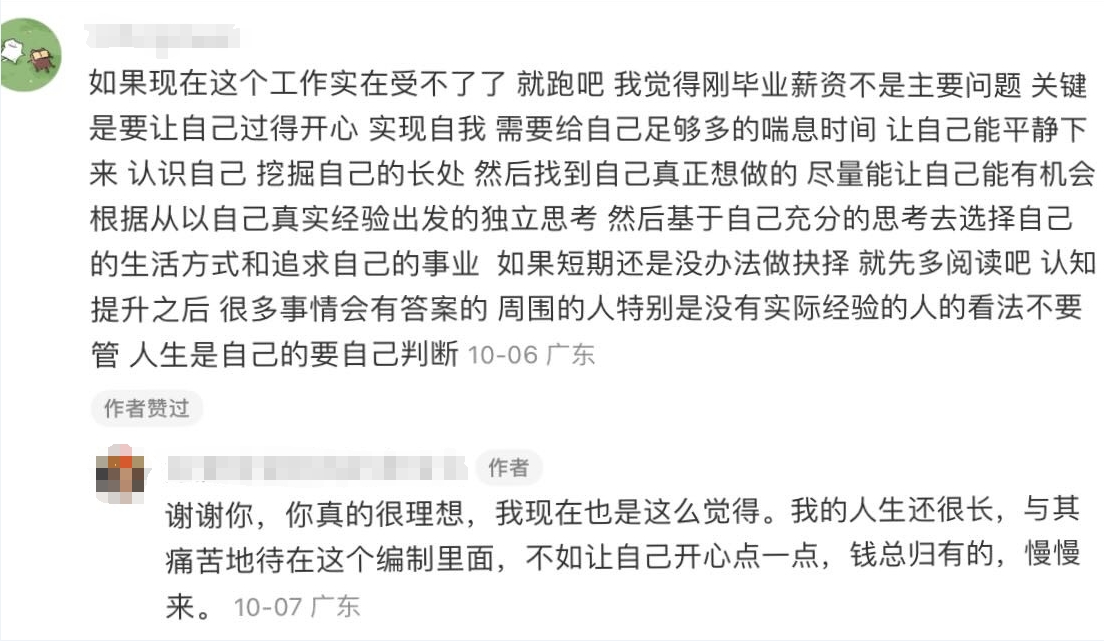 如果现在这个工作实在受不了了 就跑吧 我觉得刚毕业薪资不是主要问题 关键
是要让自己过得开心 实现自我 需要给自己足够多的喘息时间 让自己能平静下
来 认识自己 挖掘自己的长处 然后找到自己真正想做的 尽量能让自己能有机会
根据从以自己真实经验出发的独立思考 然后基于自己充分的思考去选择自己
的生活方式和追求自己的事业 如果短期还是没办法做抉择 就先多阅读吧 认知
提升之后 很多事情会有答案的 周围的人特别是没有实际经验的人的看法不要
管 人生是自己的要自己判断 10-06 广东
作者赞过
作者
谢谢你，你真的很理想，我现在也是这么觉得。我的人生还很长，与其
痛苦地待在这个编制里面，不如让自己开心点一点，钱总归有的，慢慢
来。 10-07 广东